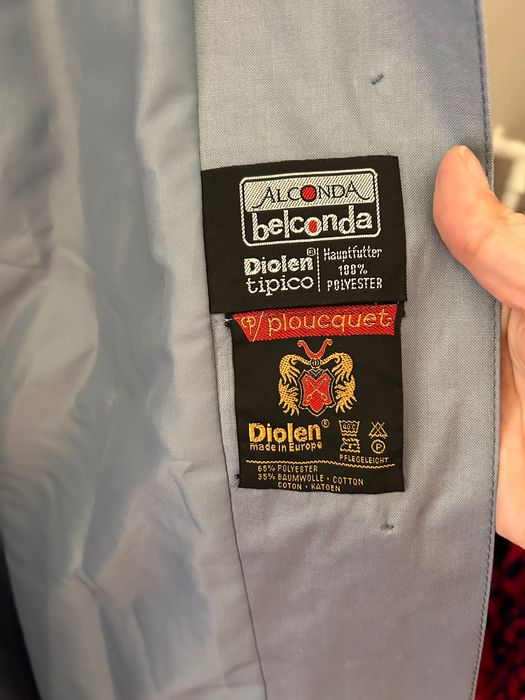 ALCONDA
belconda
Diolen®
tipico
Hauptfutter
100%
POLYESTER
ploucquet
Diolen®
made in Europe
40°C
P
PFLEGELEICHT
65% POLYESTER
35% BAUMWOLLE · COTTON
COTON · KATOEN